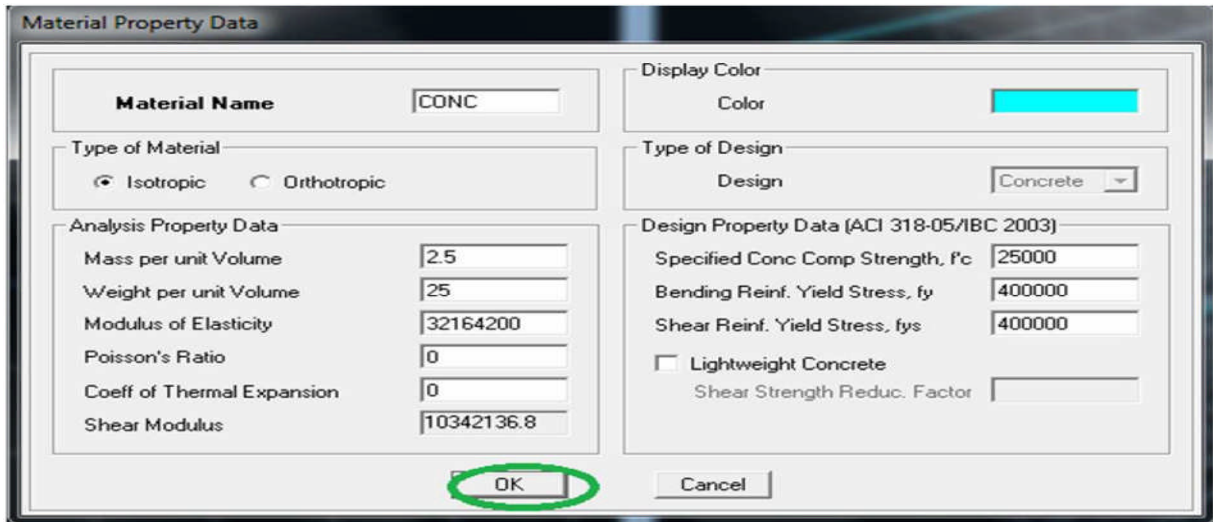 Material Property Data
Material Name CONC
Display Color
Color
Type of Material
Isotropic Orthotropic
Type of Design
Design Concrete
Analysis Property Data
Mass per unit Volume 2.5
Weight per unit Volume 25
Modulus of Elasticity 32164200
Poisson's Ratio 0
Coeff of Thermal Expansion 0
Shear Modulus 10342136.8
Design Property Data (ACI 318-05/IBC 2003)
Specified Conc Comp Strength, f'c 25000
Bending Reinf. Yield Stress, fy 400000
Shear Reinf. Yield Stress, fys 400000
Lightweight Concrete
Shear Strength Reduc. Factor
OK Cancel